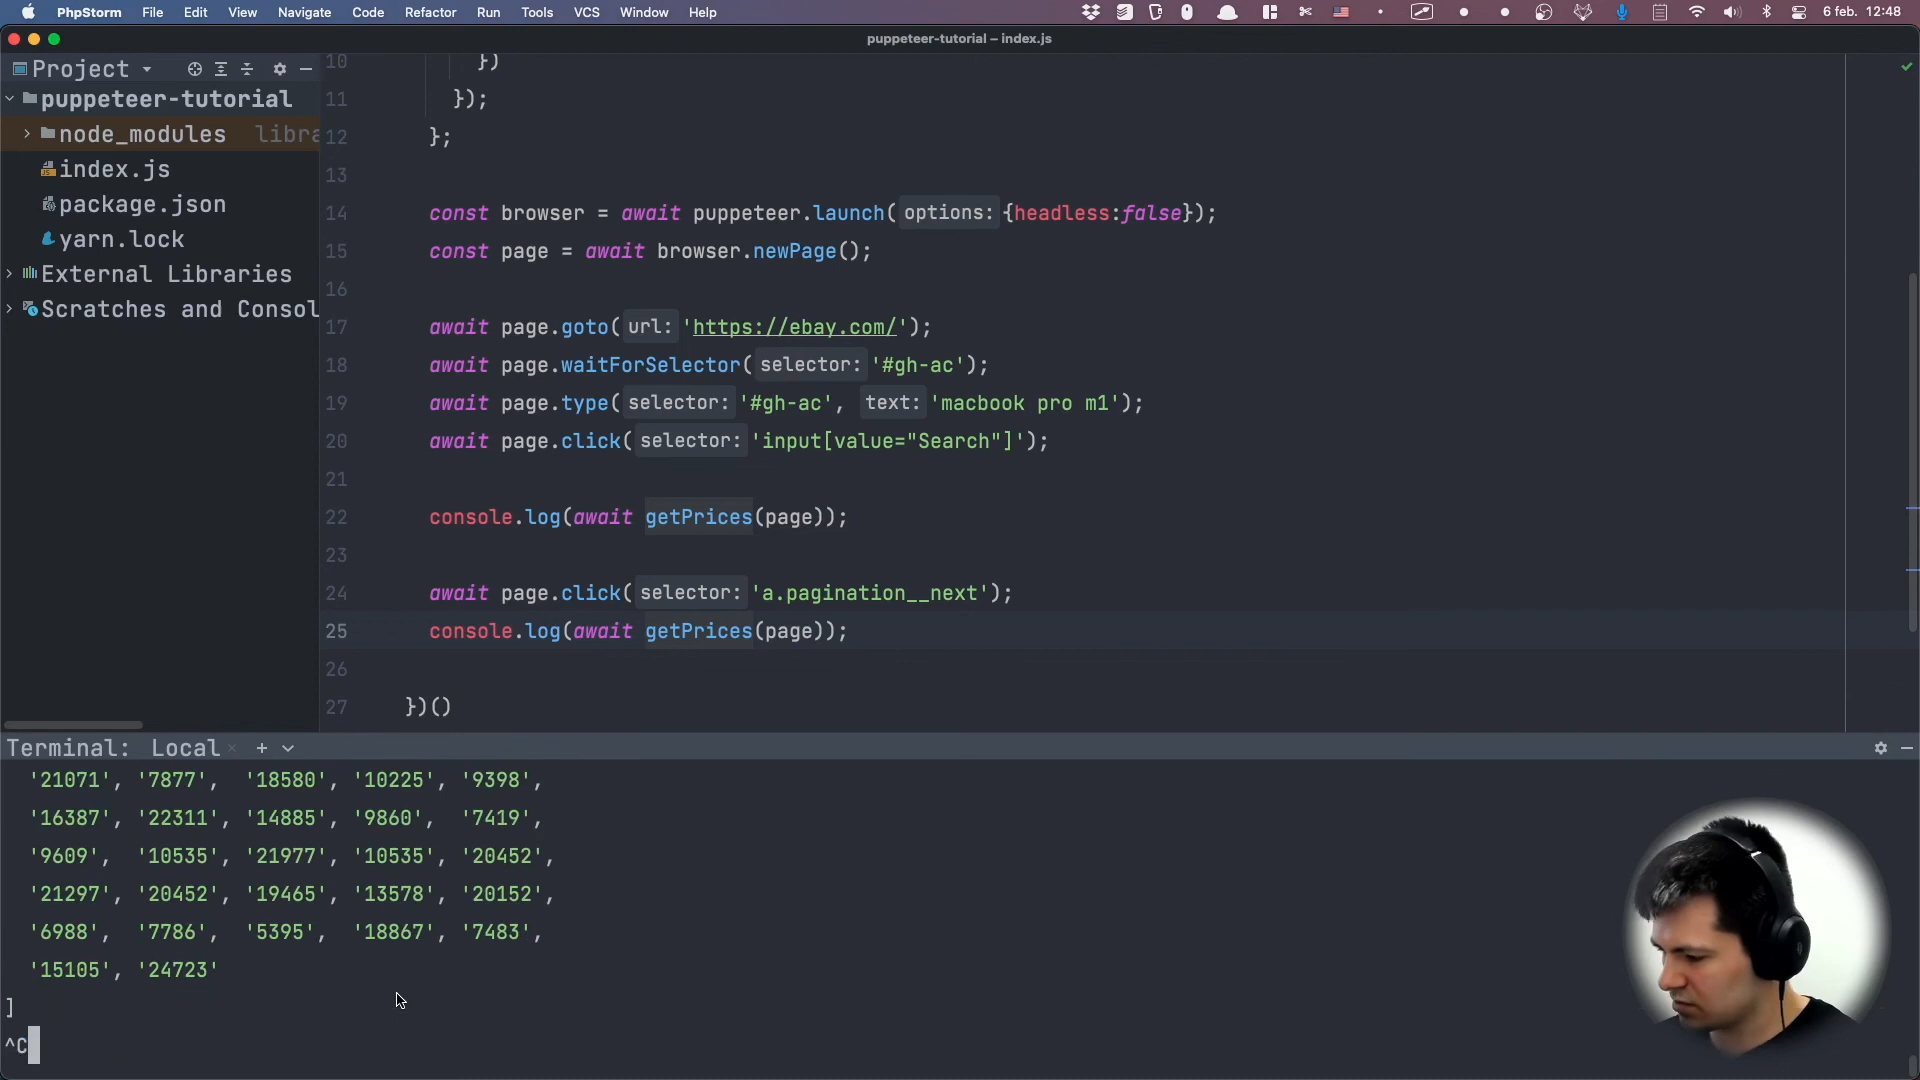 PhpStorm File Edit View Navigate Code Refactor Run Tools VCS Window Help 6 feb. 12:48
puppeteer-tutorial – index.js
Project
puppeteer-tutorial
node_modules libra
index.js
package.json
yarn.lock
External Libraries
Scratches and Consol
10 })
11 });
12 };
13
14 const browser = await puppeteer.launch( options: {headless:false});
15 const page = await browser.newPage();
16
17 await page.goto( url: 'https://ebay.com/');
18 await page.waitForSelector( selector: '#gh-ac');
19 await page.type( selector: '#gh-ac', text: 'macbook pro m1');
20 await page.click( selector: 'input[value="Search"]');
21
22 console.log(await getPrices(page));
23
24 await page.click( selector: 'a.pagination__next');
25 console.log(await getPrices(page));
26
27 })()
Terminal: Local × + 
'21071', '7877', '18580', '10225', '9398',
'16387', '22311', '14885', '9860', '7419',
'9609', '10535', '21977', '10535', '20452',
'21297', '20452', '19465', '13578', '20152',
'6988', '7786', '5395', '18867', '7483',
'15105', '24723'
]
^C